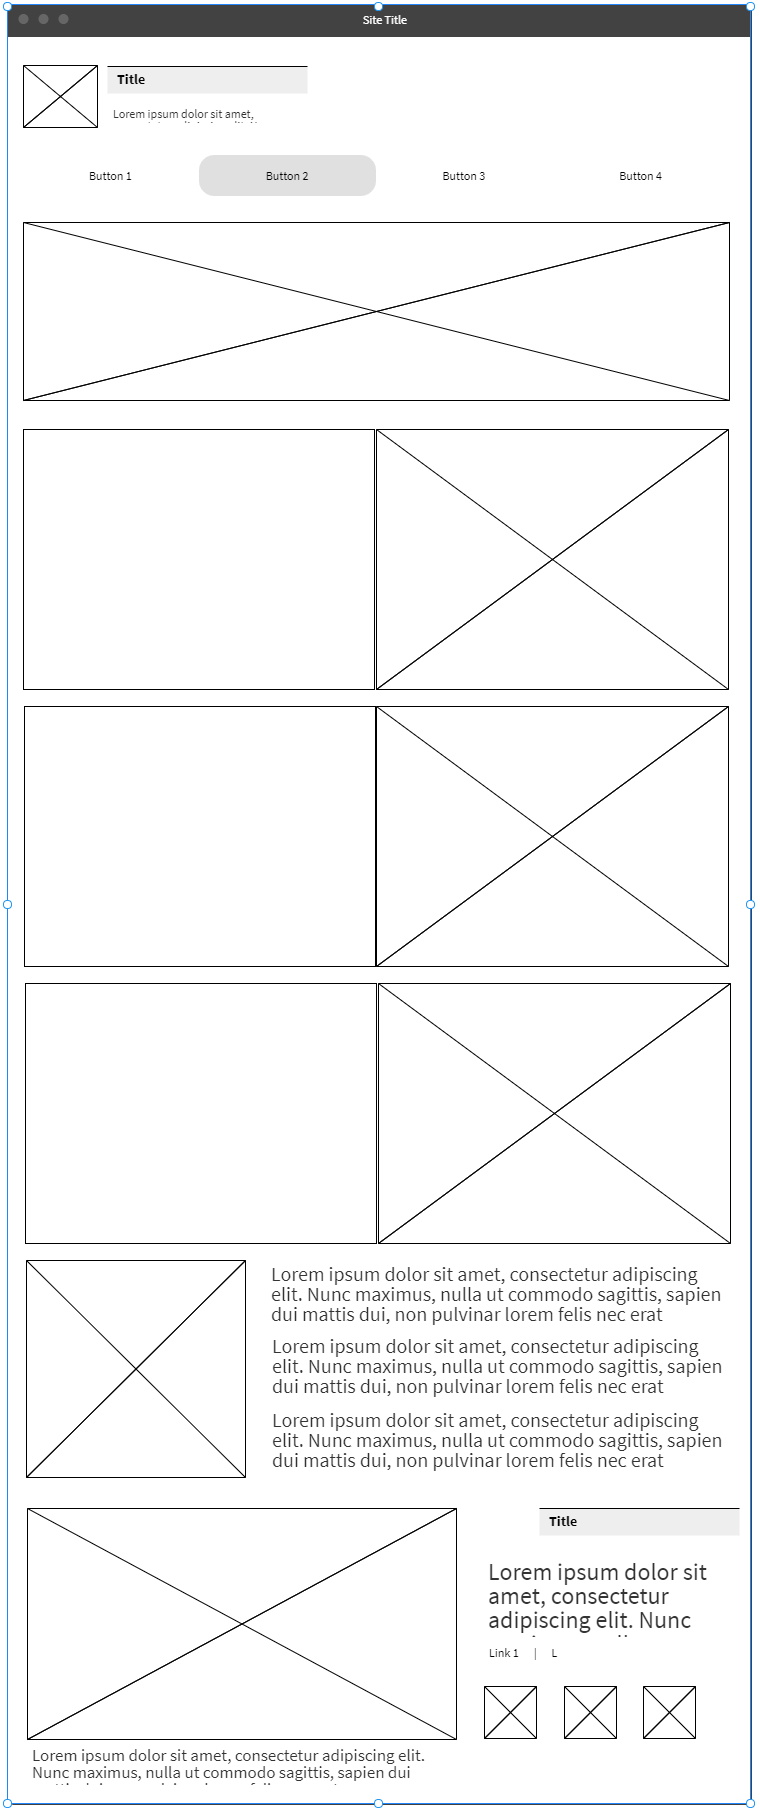 Site Title
Title
Lorem ipsum dolor sit amet,
Button 1
Button 2
Button 3
Button 4
Lorem ipsum dolor sit amet, consectetur adipiscing
elit. Nunc maximus, nulla ut commodo sagittis, sapien
dui mattis dui, non pulvinar lorem felis nec erat
Lorem ipsum dolor sit amet, consectetur adipiscing
elit. Nunc maximus, nulla ut commodo sagittis, sapien
dui mattis dui, non pulvinar lorem felis nec erat
Lorem ipsum dolor sit amet, consectetur adipiscing
elit. Nunc maximus, nulla ut commodo sagittis, sapien
dui mattis dui, non pulvinar lorem felis nec erat
Title
Lorem ipsum dolor sit
amet, consectetur
adipiscing elit. Nunc
Link 1 | L
Lorem ipsum dolor sit amet, consectetur adipiscing elit.
Nunc maximus, nulla ut commodo sagittis, sapien dui